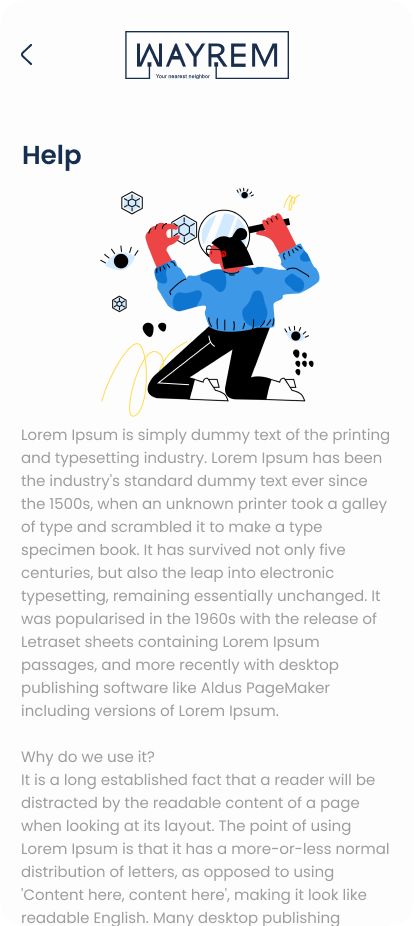 WAYREM
Your nearest neighbor
Help
Lorem Ipsum is simply dummy text of the printing
and typesetting industry. Lorem Ipsum has been
the industry's standard dummy text ever since
the 1500s, when an unknown printer took a galley
of type and scrambled it to make a type
specimen book. It has survived not only five
centuries, but also the leap into electronic
typesetting, remaining essentially unchanged. It
was popularised in the 1960s with the release of
Letraset sheets containing Lorem Ipsum
passages, and more recently with desktop
publishing software like Aldus PageMaker
including versions of Lorem Ipsum.
Why do we use it?
It is a long established fact that a reader will be
distracted by the readable content of a page
when looking at its layout. The point of using
Lorem Ipsum is that it has a more-or-less normal
distribution of letters, as opposed to using
'Content here, content here', making it look like
readable English. Many desktop publishing